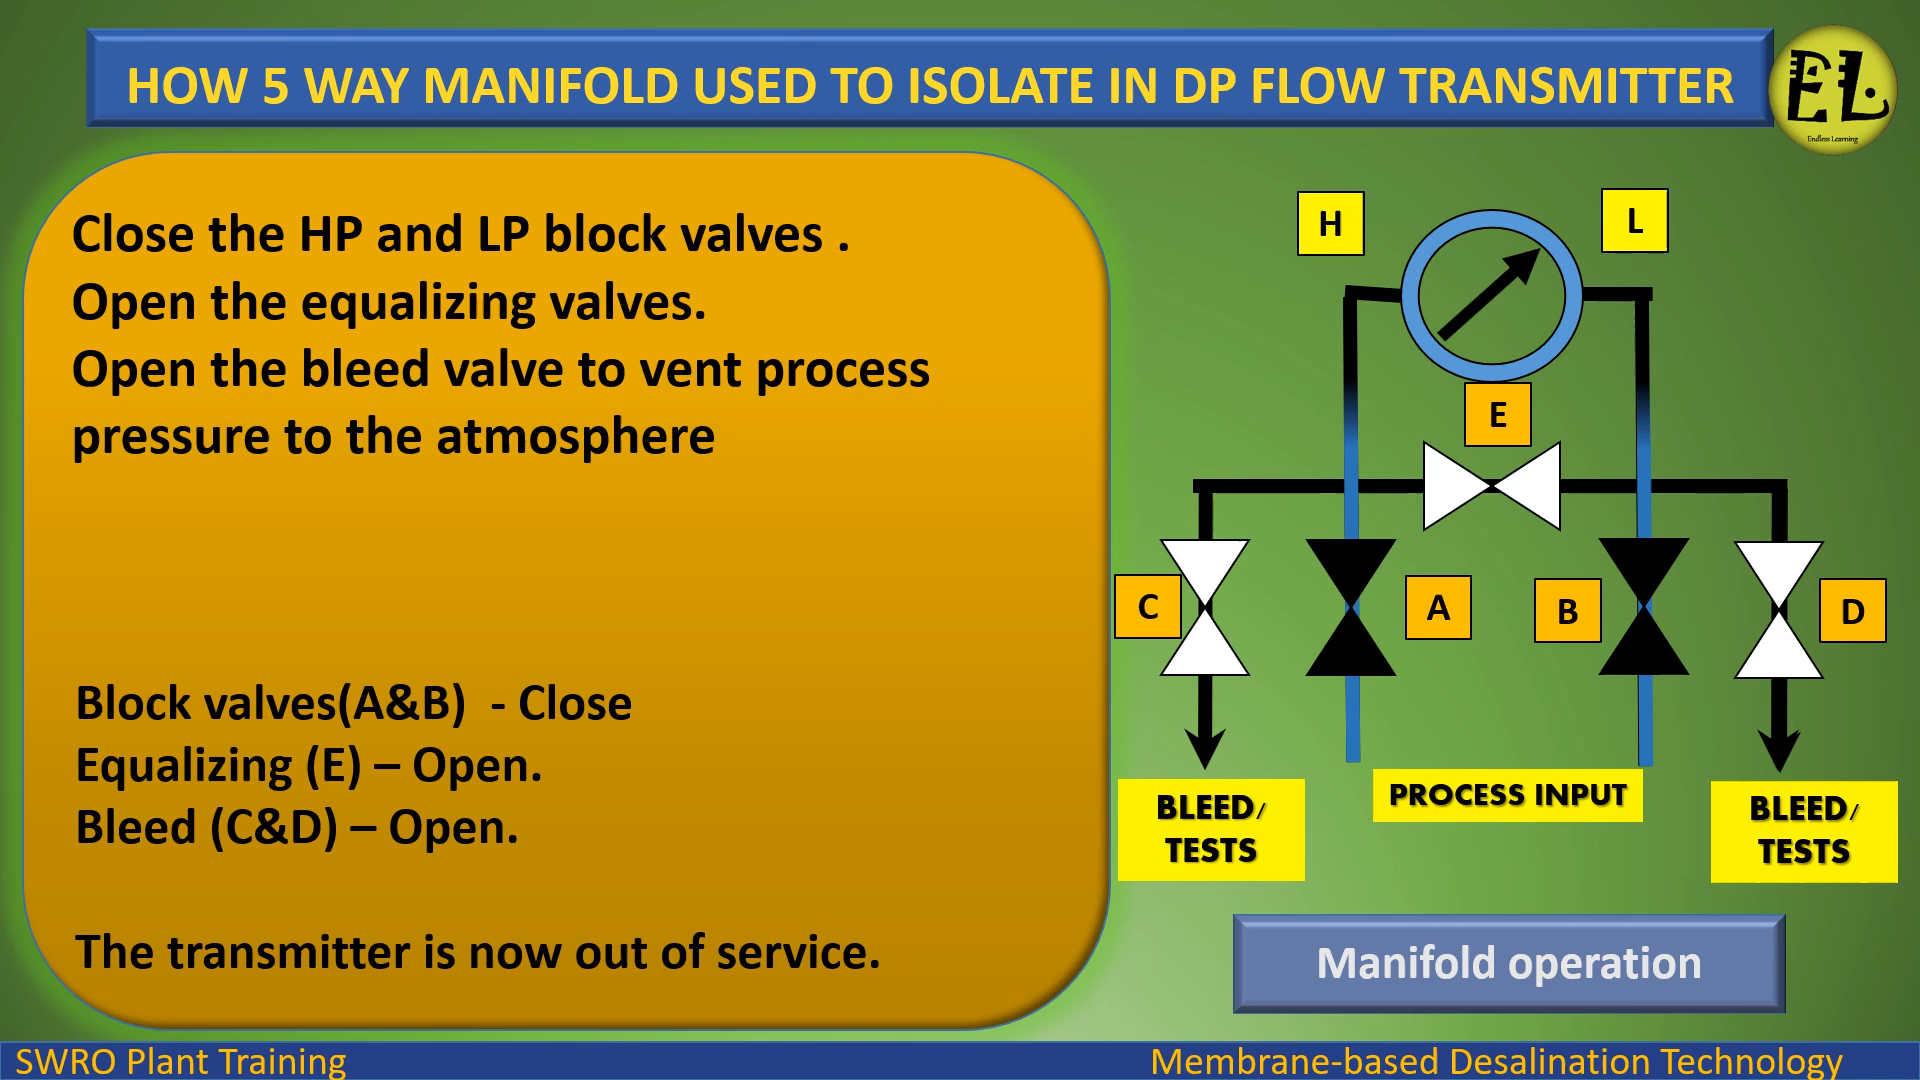 HOW 5 WAY MANIFOLD USED TO ISOLATE IN DP FLOW TRANSMITTER
EL
Endless Learning
Close the HP and LP block valves .
Open the equalizing valves.
Open the bleed valve to vent process
pressure to the atmosphere
Block valves(A&B)  - Close
Equalizing (E) – Open.
Bleed (C&D) – Open.
The transmitter is now out of service.
H
L
E
C
A
B
D
BLEED/
TESTS
PROCESS INPUT
BLEED/
TESTS
Manifold operation
SWRO Plant Training
Membrane-based Desalination Technology